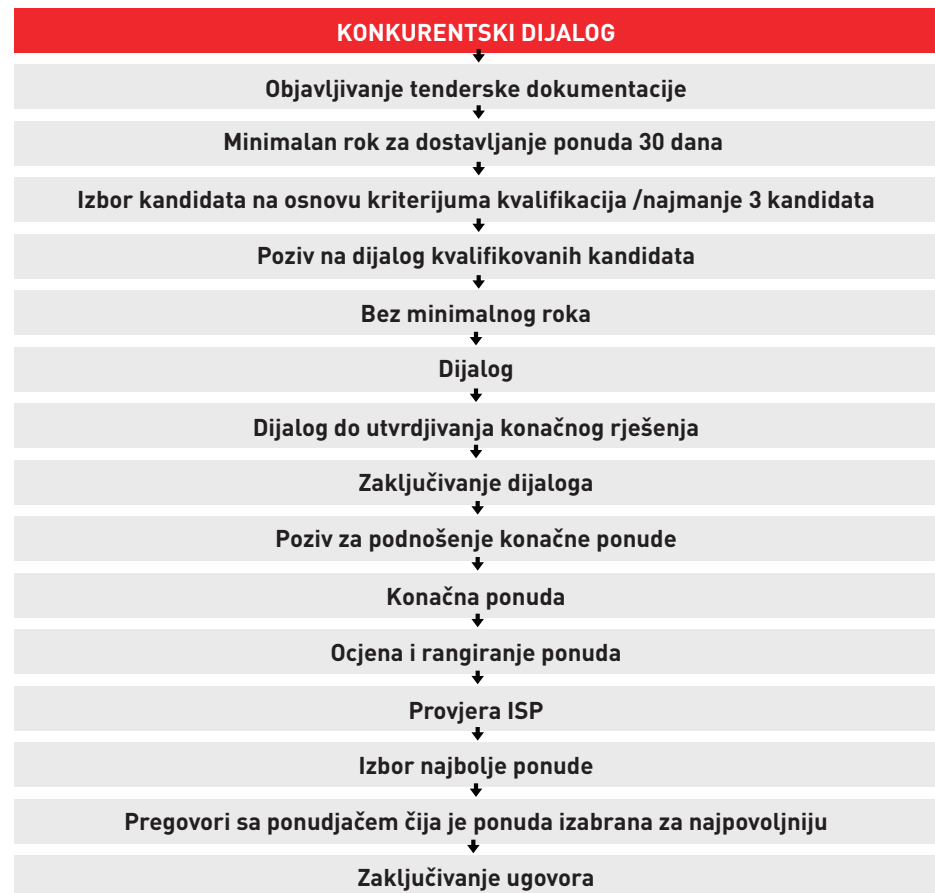 KONKURENTSKI DIJALOG
Objavljivanje tenderske dokumentacije
Minimalan rok za dostavljanje ponuda 30 dana
Izbor kandidata na osnovu kriterijuma kvalifikacija /najmanje 3 kandidata
Poziv na dijalog kvalifikovanih kandidata
Bez minimalnog roka
Dijalog
Dijalog do utvrdjivanja konačnog rješenja
Zaključivanje dijaloga
Poziv za podnošenje konačne ponude
Konačna ponuda
Ocjena i rangiranje ponuda
Provjera ISP
Izbor najbolje ponude
Pregovori sa ponudjačem čija je ponuda izabrana za najpovoljniju
Zaključivanje ugovora